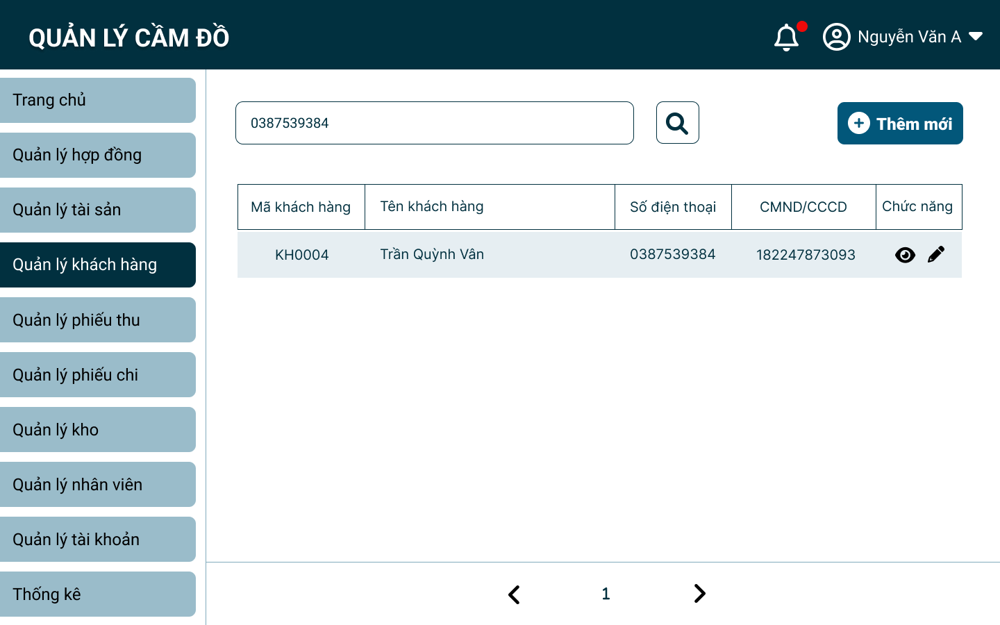 QUẢN LÝ CẦM ĐỒ
Nguyễn Văn A
Trang chủ
Quản lý hợp đồng
Quản lý tài sản
Quản lý khách hàng
Quản lý phiếu thu
Quản lý phiếu chi
Quản lý kho
Quản lý nhân viên
Quản lý tài khoản
Thống kê
0387539384
Thêm mới
Mã khách hàng Tên khách hàng Số điện thoại CMND/CCCD Chức năng
KH0004 Trần Quỳnh Vân 0387539384 182247873093
1